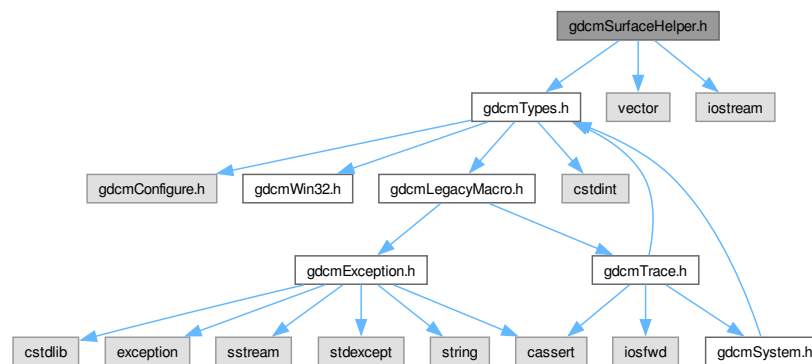 gdcmSurfaceHelper.h
gdcmTypes.h
vector
iostream
gdcmConfigure.h
gdcmWin32.h
gdcmLegacyMacro.h
cstdint
gdcmException.h
gdcmTrace.h
cstdlib
exception
sstream
stdexcept
string
cassert
iosfwd
gdcmSystem.h